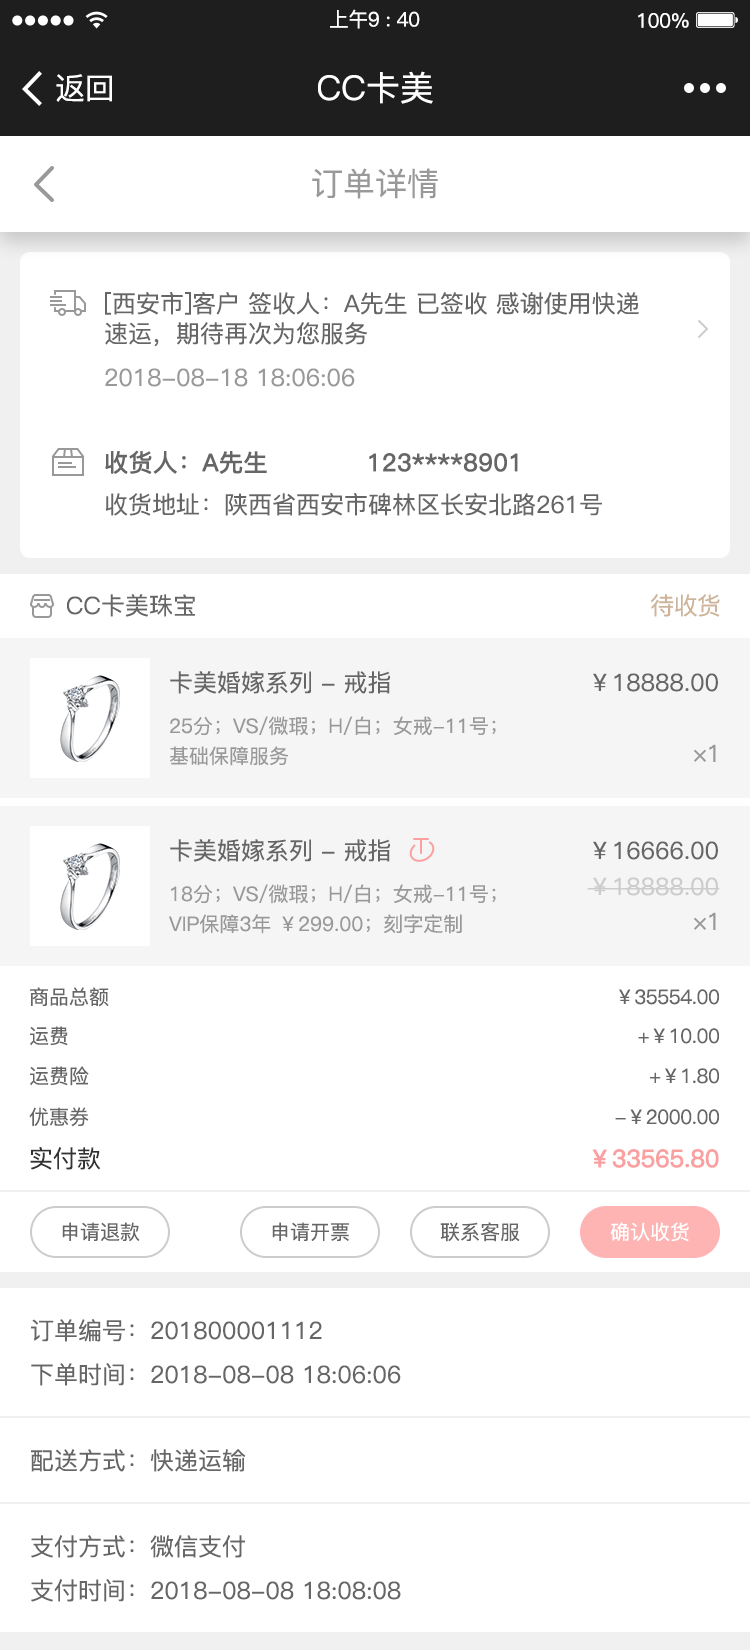 上午9 : 40
100%
返回
CC卡美
订单详情
[西安市]客户 签收人：A先生 已签收 感谢使用快递
速运，期待再次为您服务
2018-08-18 18:06:06
收货人：A先生 123****8901
收货地址：陕西省西安市碑林区长安北路261号
CC卡美珠宝 待收货
卡美婚嫁系列 - 戒指 ¥18888.00
25分；VS/微瑕；H/白；女戒-11号；
基础保障服务 ×1
卡美婚嫁系列 - 戒指 ¥16666.00
¥18888.00
18分；VS/微瑕；H/白；女戒-11号；
VIP保障3年 ¥299.00；刻字定制 ×1
商品总额 ¥35554.00
运费 +¥10.00
运费险 +¥1.80
优惠券 -¥2000.00
实付款 ¥33565.80
申请退款 申请开票 联系客服 确认收货
订单编号：201800001112
下单时间：2018-08-08 18:06:06
配送方式：快递运输
支付方式：微信支付
支付时间：2018-08-08 18:08:08